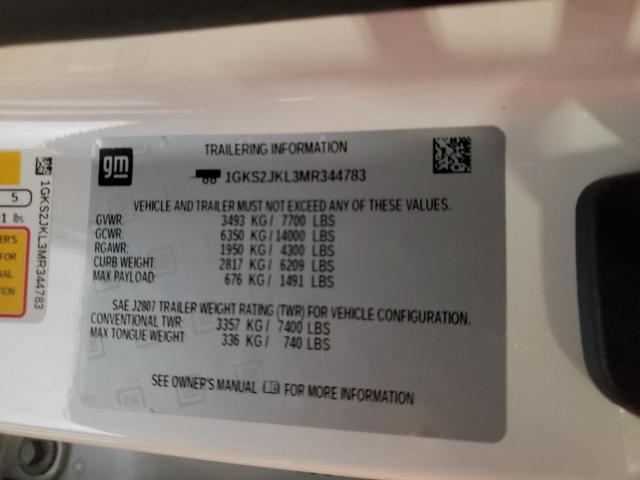 gm
TRAILERING INFORMATION
1GKS2JKL3MR344783
VEHICLE AND TRAILER MUST NOT EXCEED ANY OF THESE VALUES.
GVWR: 3493 KG/ 7700 LBS
GCWR: 6350 KG/ 14000 LBS
RGAWR: 1950 KG/ 4300 LBS
CURB WEIGHT: 2817 KG/ 6209 LBS
MAX PAYLOAD: 676 KG/ 1491 LBS
SAE J2807 TRAILER WEIGHT RATING (TWR) FOR VEHICLE CONFIGURATION.
CONVENTIONAL TWR: 3357 KG/ 7400 LBS
MAX TONGUE WEIGHT 336 KG/ 740 LBS
SEE OWNER'S MANUAL FOR MORE INFORMATION
1GKS2JKL3MR344783
5
1 lbs.
ER'S
FOR
NAL
TION